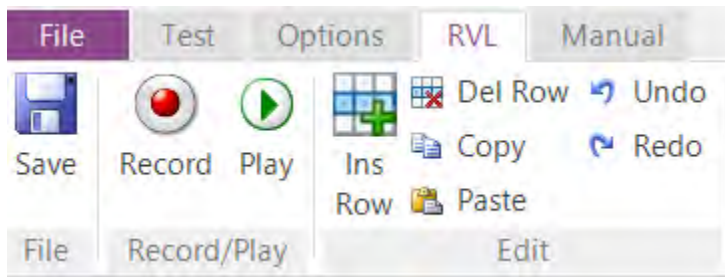 File Test Options RVL Manual
Save Record Play Ins Row Del Row Undo
Copy Redo
Paste
File Record/Play Edit